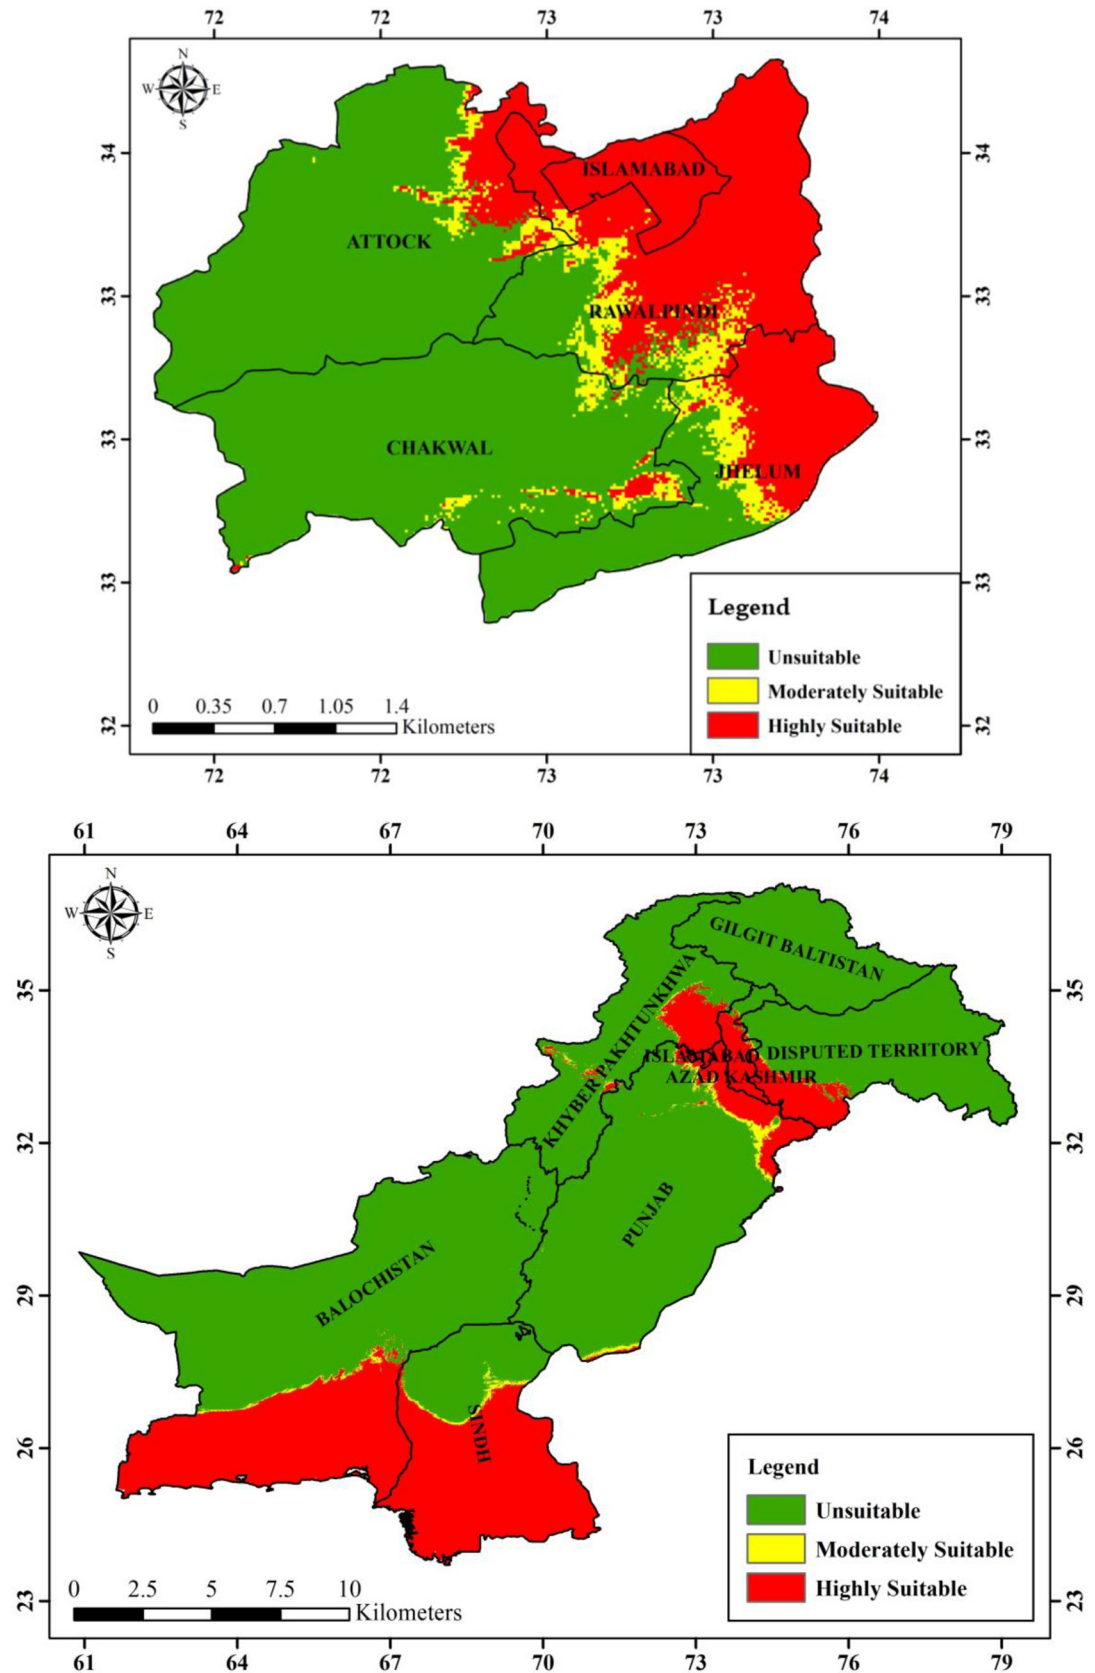 72 72 73 73 74
N
W E
S
34 34
ISLAMABAD
ATTOCK
33 33
RAWALPINDI
33 33
CHAKWAL
JHELUM
33 33
Legend
Unsuitable
Moderately Suitable
Highly Suitable
0 0.35 0.7 1.05 1.4
Kilometers
32 32
72 72 73 73 74
61 64 67 70 73 76 79
N
W E
S
GILGIT BALTISTAN
35 35
KHYBER PAKHTUNKHWA
ISLAMABAD
DISPUTED TERRITORY
AZAD KASHMIR
32 32
PUNJAB
BALOCHISTAN
29 29
SINDH
26 26
Legend
Unsuitable
Moderately Suitable
Highly Suitable
0 2.5 5 7.5 10
Kilometers
23 23
61 64 67 70 73 76 79